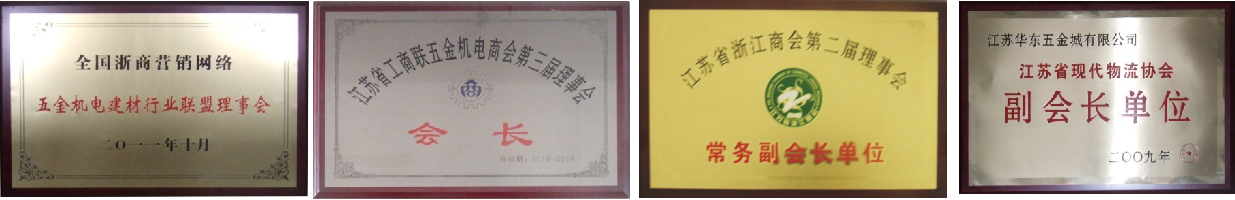 全国浙商营销网络
五金机电建材行业联盟理事会
二〇一一年十月
江苏省工商联五金机电商会第三届理事会
会长
有效期：2010-2014
江苏省浙江商会第二届理事会
常务副会长单位
江苏华东五金城有限公司
江苏省现代物流协会
副会长单位
二〇〇九年